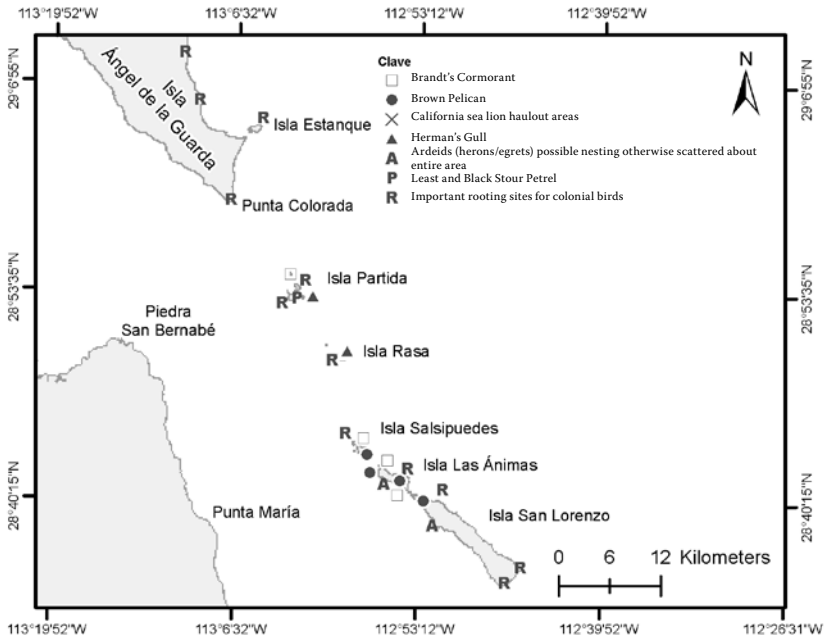 113°19'52"W 113°6'32"W 112°53'12"W 112°39'52"W
29°6'55"N
29°6'55"N
N
Clave
Brandt's Cormorant
Brown Pelican
California sea lion haulout areas
Herman's Gull
A Ardeids (herons/egrets) possible nesting otherwise scattered about
entire area
P Least and Black Stour Petrel
R Important rooting sites for colonial birds
R
Isla
Ángel de la Guarda
R
R Isla Estanque
R Punta Colorada
28°53'35"N
28°53'35"N
R Isla Partida
R P
Piedra
San Bernabé
R Isla Rasa
R Isla Salsipuedes
R Isla Las Ánimas
A R
28°40'15"N
28°40'15"N
Punta María
Isla San Lorenzo
A
R
R
0 6 12 Kilometers
113°19'52"W 113°6'32"W 112°53'12"W 112°39'52"W 112°26'31"W